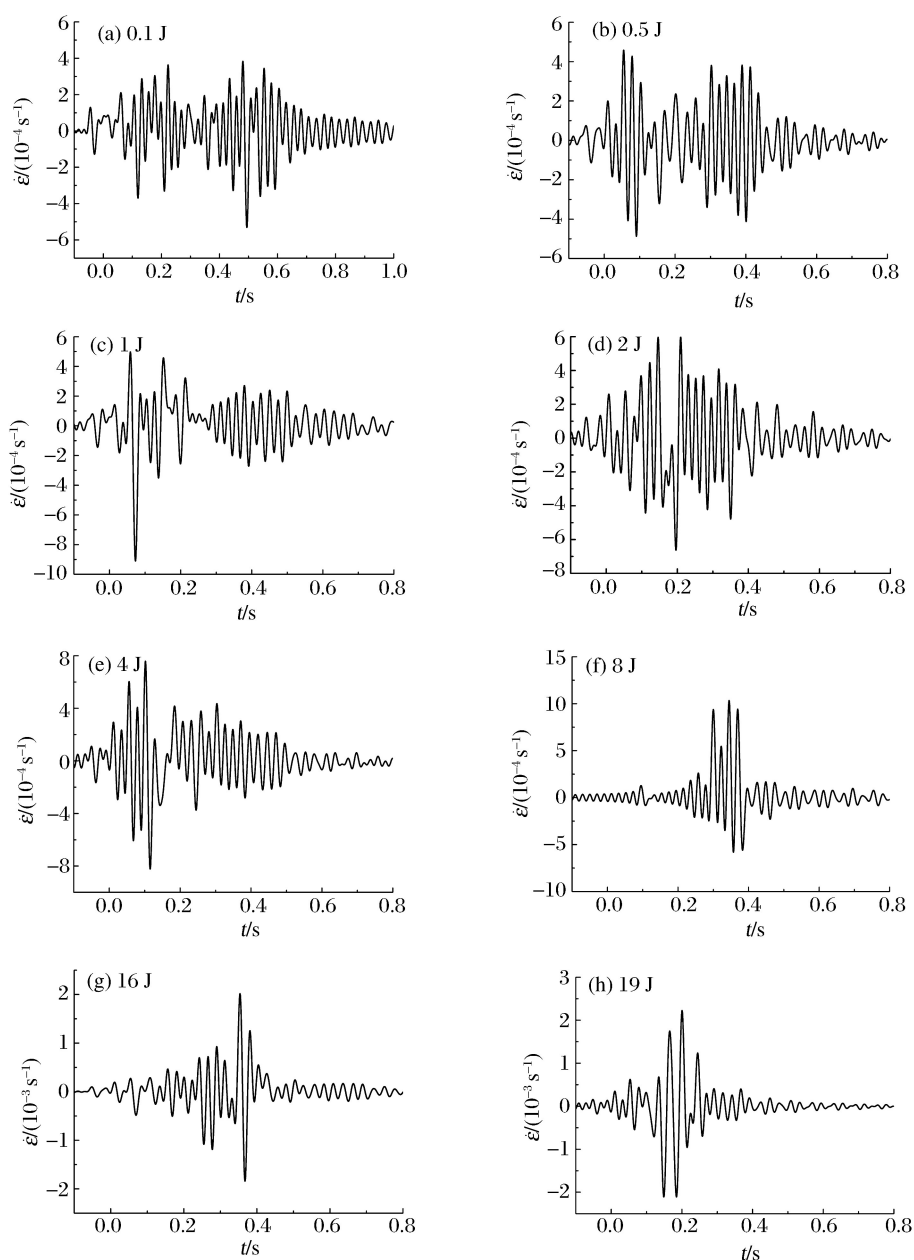 (a) 0.1 J
6
4
2
0
−2
−4
−6
ε̇/(10⁻⁴ s⁻¹)
0.0 0.2 0.4 0.6 0.8 1.0
t/s
(b) 0.5 J
6
4
2
0
−2
−4
−6
ε̇/(10⁻⁴ s⁻¹)
0.0 0.2 0.4 0.6 0.8
t/s
(c) 1 J
6
4
2
0
−2
−4
−6
−8
−10
ε̇/(10⁻⁴ s⁻¹)
0.0 0.2 0.4 0.6 0.8
t/s
(d) 2 J
6
4
2
0
−2
−4
−6
−8
ε̇/(10⁻⁴ s⁻¹)
0.0 0.2 0.4 0.6 0.8
t/s
(e) 4 J
8
4
0
−4
−8
ε̇/(10⁻⁴ s⁻¹)
0.0 0.2 0.4 0.6 0.8
t/s
(f) 8 J
15
10
5
0
−5
−10
ε̇/(10⁻⁴ s⁻¹)
0.0 0.2 0.4 0.6 0.8
t/s
(g) 16 J
2
1
0
−1
−2
ε̇/(10⁻³ s⁻¹)
0.0 0.2 0.4 0.6 0.8
t/s
(h) 19 J
3
2
1
0
−1
−2
ε̇/(10⁻³ s⁻¹)
0.0 0.2 0.4 0.6 0.8
t/s